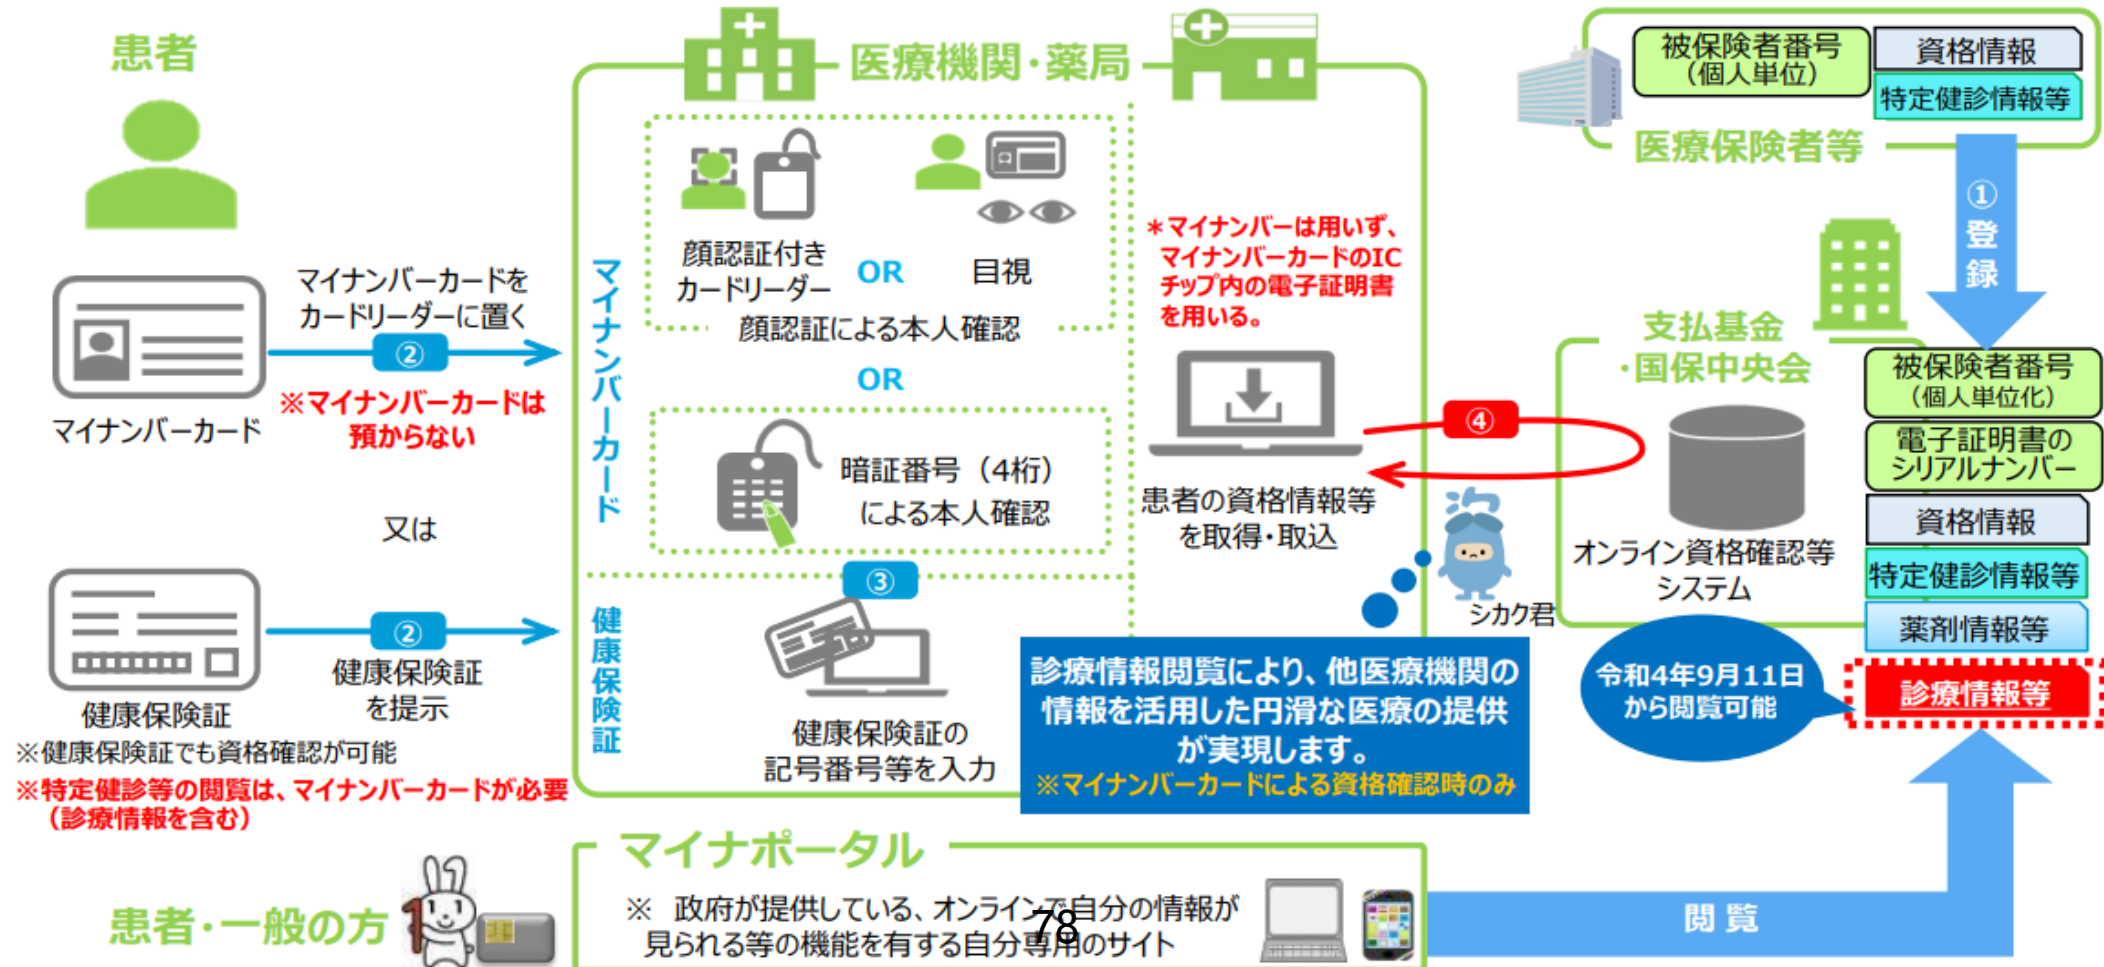 患者
マイナンバーカード
マイナンバーカードを
カードリーダーに置く
②
※マイナンバーカードは
預からない
又は
健康保険証
②
健康保険証
を提示
※健康保険証でも資格確認が可能
※特定健診等の閲覧は、マイナンバーカードが必要
(診療情報を含む)
医療機関・薬局
マイナンバーカード
顔認証付き
カードリーダー
OR
目視
顔認証による本人確認
OR
暗証番号(4桁)
による本人確認
健康保険証
③
健康保険証の
記号番号等を入力
＊マイナンバーは用いず、
マイナンバーカードのIC
チップ内の電子証明書
を用いる。
患者の資格情報等
を取得・取込
④
シカク君
診療情報閲覧により、他医療機関の
情報を活用した円滑な医療の提供
が実現します。
※マイナンバーカードによる資格確認時のみ
被保険者番号
(個人単位)
資格情報
特定健診情報等
医療保険者等
①
登
録
支払基金
・国保中央会
オンライン資格確認等
システム
被保険者番号
(個人単位化)
電子証明書の
シリアルナンバー
資格情報
特定健診情報等
薬剤情報等
診療情報等
令和4年9月11日
から閲覧可能
患者・一般の方
1
マイナポータル
※ 政府が提供している、オンラインで自分の情報が
見られる等の機能を有する自分専用のサイト
78
閲覧